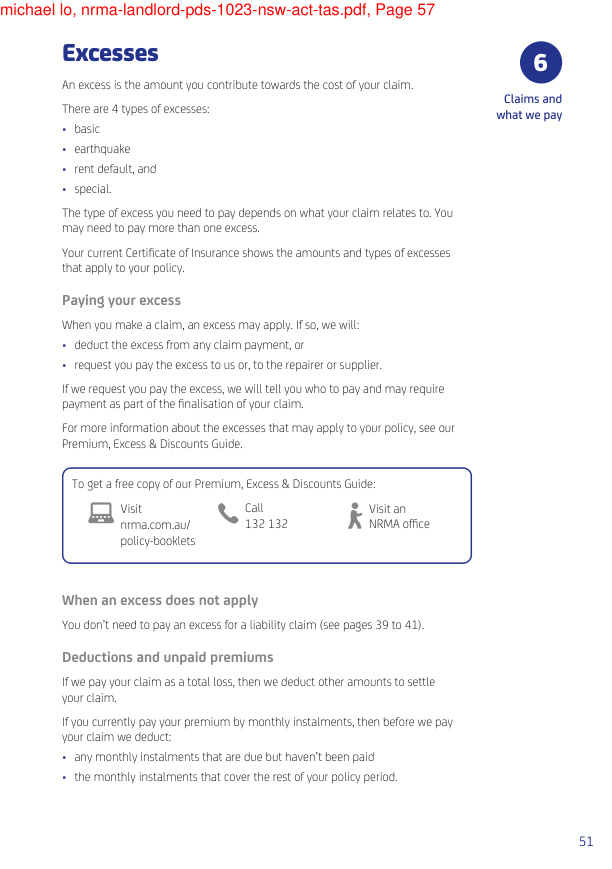 michael lo, nrma-landlord-pds-1023-nsw-act-tas.pdf, Page 57
Excesses
6
Claims and
what we pay
An excess is the amount you contribute towards the cost of your claim.
There are 4 types of excesses:
• basic
• earthquake
• rent default, and
• special.
The type of excess you need to pay depends on what your claim relates to. You
may need to pay more than one excess.
Your current Certificate of Insurance shows the amounts and types of excesses
that apply to your policy.
Paying your excess
When you make a claim, an excess may apply. If so, we will:
• deduct the excess from any claim payment, or
• request you pay the excess to us or, to the repairer or supplier.
If we request you pay the excess, we will tell you who to pay and may require
payment as part of the finalisation of your claim.
For more information about the excesses that may apply to your policy, see our
Premium, Excess & Discounts Guide.
To get a free copy of our Premium, Excess & Discounts Guide:
Visit
nrma.com.au/
policy-booklets
Call
132 132
Visit an
NRMA office
When an excess does not apply
You don't need to pay an excess for a liability claim (see pages 39 to 41).
Deductions and unpaid premiums
If we pay your claim as a total loss, then we deduct other amounts to settle
your claim.
If you currently pay your premium by monthly instalments, then before we pay
your claim we deduct:
• any monthly instalments that are due but haven't been paid
• the monthly instalments that cover the rest of your policy period.
51